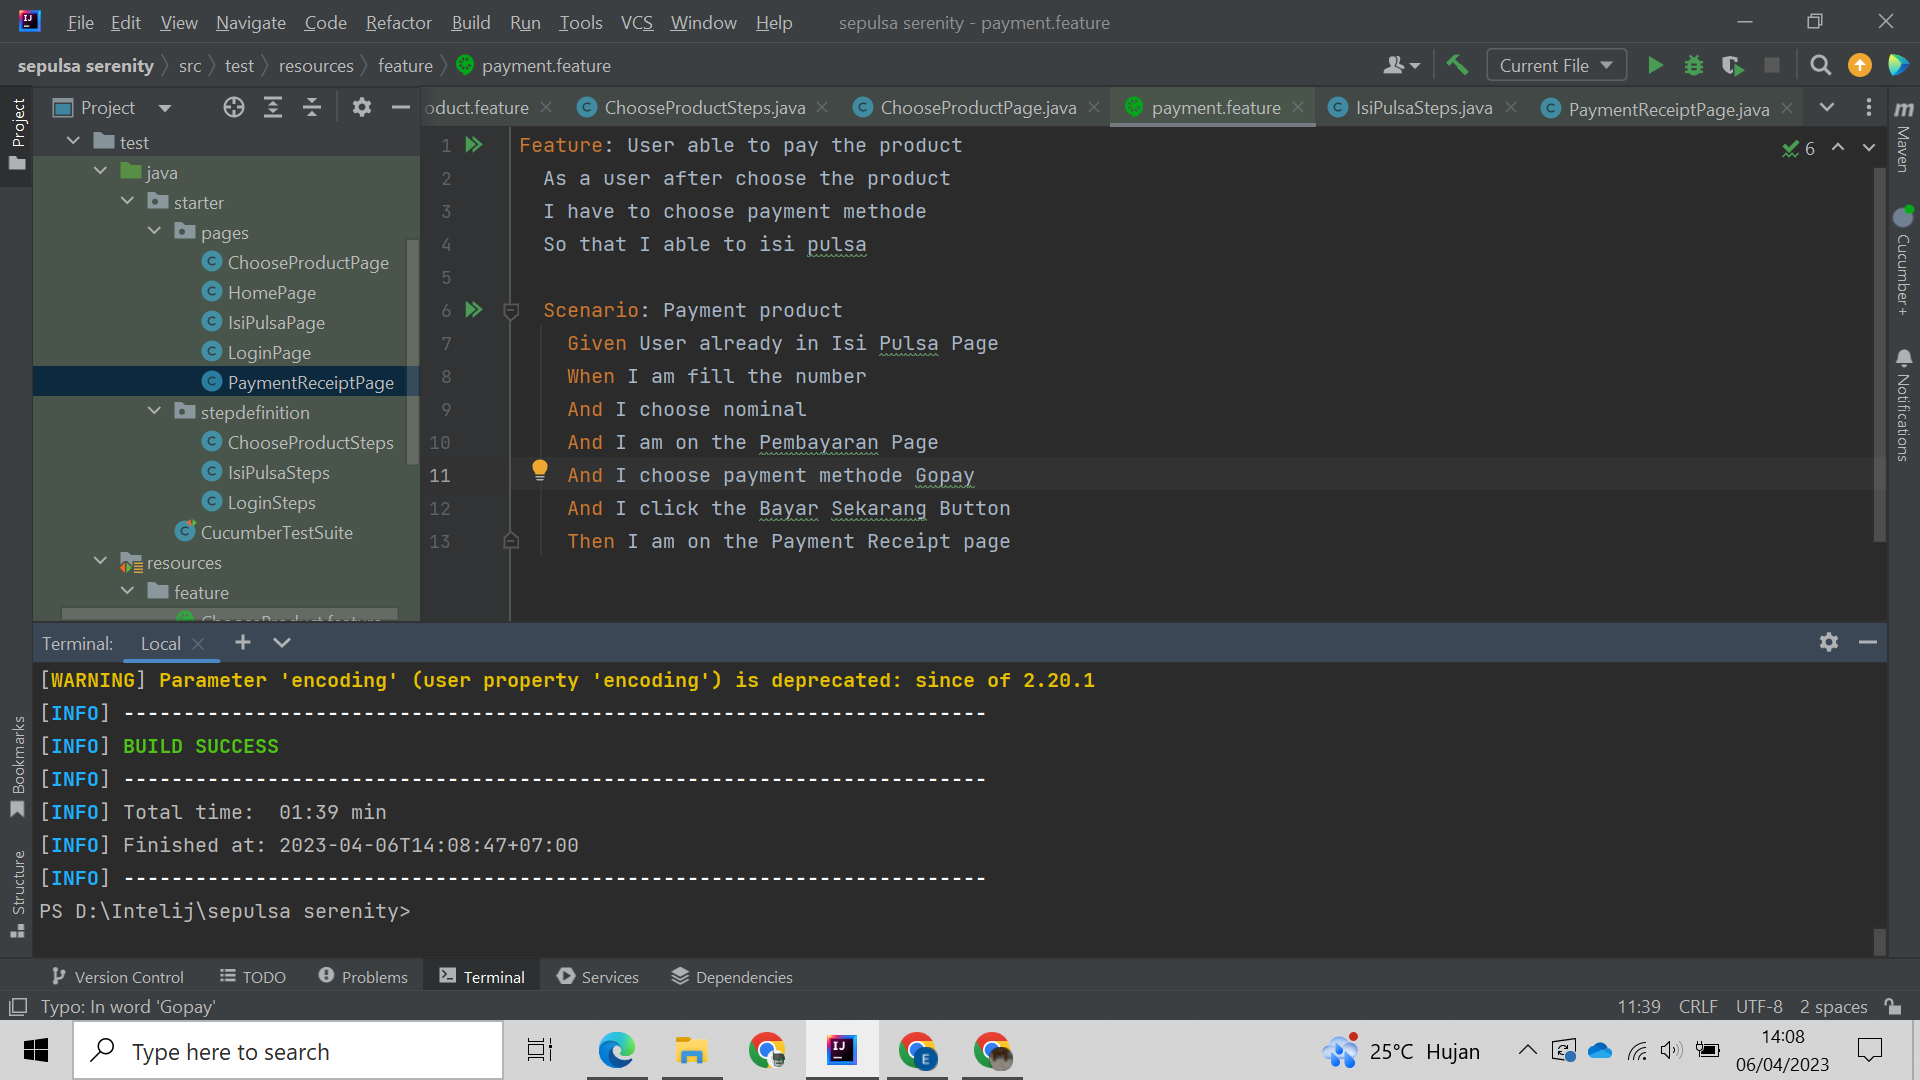 File Edit View Navigate Code Refactor Build Run Tools VCS Window Help sepulsa serenity - payment.feature
sepulsa serenity src test resources feature payment.feature Current File
Project oduct.feature ChooseProductSteps.java ChooseProductPage.java payment.feature IsiPulsaSteps.java PaymentReceiptPage.java
Project
Bookmarks
Structure
test
java
starter
pages
ChooseProductPage
HomePage
IsiPulsaPage
LoginPage
PaymentReceiptPage
stepdefinition
ChooseProductSteps
IsiPulsaSteps
LoginSteps
CucumberTestSuite
resources
feature
ChooseProduct.feature
1 Feature: User able to pay the product
2 As a user after choose the product
3 I have to choose payment methode
4 So that I able to isi pulsa
5
6 Scenario: Payment product
7 Given User already in Isi Pulsa Page
8 When I am fill the number
9 And I choose nominal
10 And I am on the Pembayaran Page
11 And I choose payment methode Gopay
12 And I click the Bayar Sekarang Button
13 Then I am on the Payment Receipt page
6
m
Maven
Cucumber+
Notifications
Terminal: Local
[WARNING] Parameter 'encoding' (user property 'encoding') is deprecated: since of 2.20.1
[INFO] ------------------------------------------------------------------------
[INFO] BUILD SUCCESS
[INFO] ------------------------------------------------------------------------
[INFO] Total time:  01:39 min
[INFO] Finished at: 2023-04-06T14:08:47+07:00
[INFO] ------------------------------------------------------------------------
PS D:\Intelij\sepulsa serenity>
Version Control TODO Problems Terminal Services Dependencies
Typo: In word 'Gopay' 11:39 CRLF UTF-8 2 spaces
Type here to search 25°C Hujan 14:08
06/04/2023